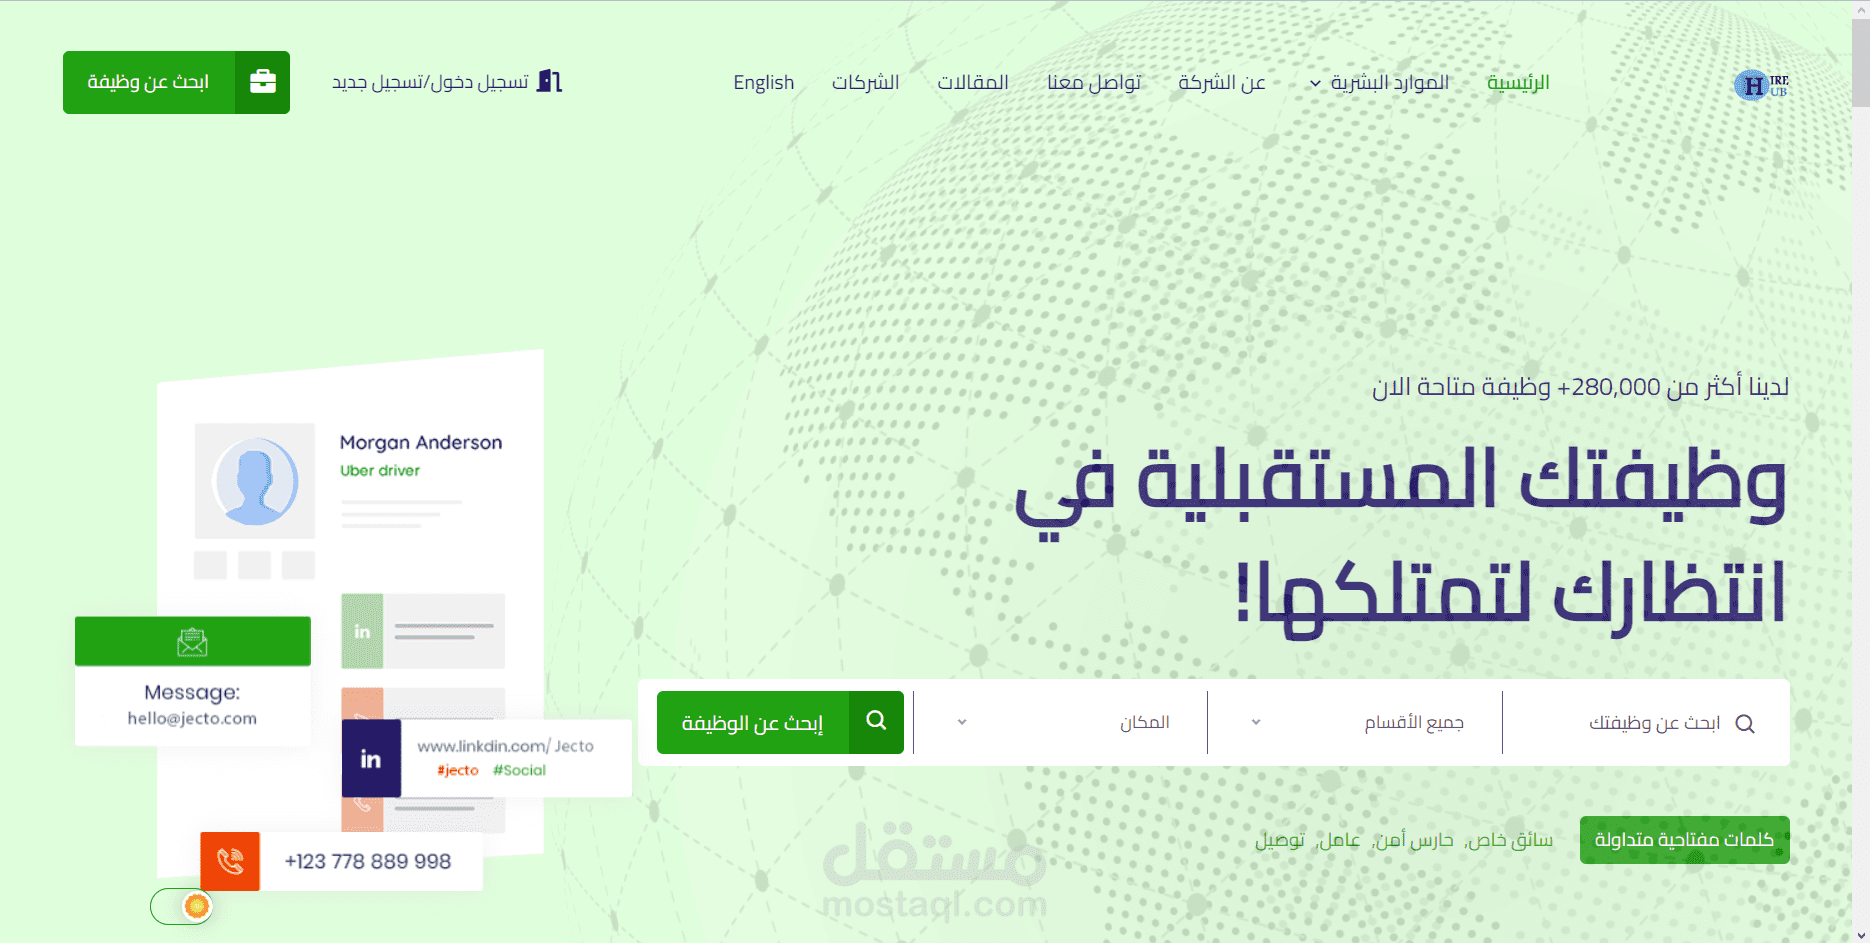 HIRE HUB
الرئيسية
الموارد البشرية
عن الشركة
تواصل معنا
المقالات
الشركات
English
تسجيل دخول/تسجيل جديد
ابحث عن وظيفة
لدينا أكثر من 280,000+ وظيفة متاحة الان
وظيفتك المستقبلية في
انتظارك لتمتلكها!
ابحث عن وظيفتك
جميع الأقسام
المكان
إبحث عن الوظيفة
كلمات مفتاحية متداولة
سائق خاص, حارس أمن, عامل, توصيل
Morgan Anderson
Uber driver
in
Message:
hello@jecto.com
in
www.linkdin.com/ Jecto
#jecto #Social
+123 778 889 998
مستقل
mostaql.com